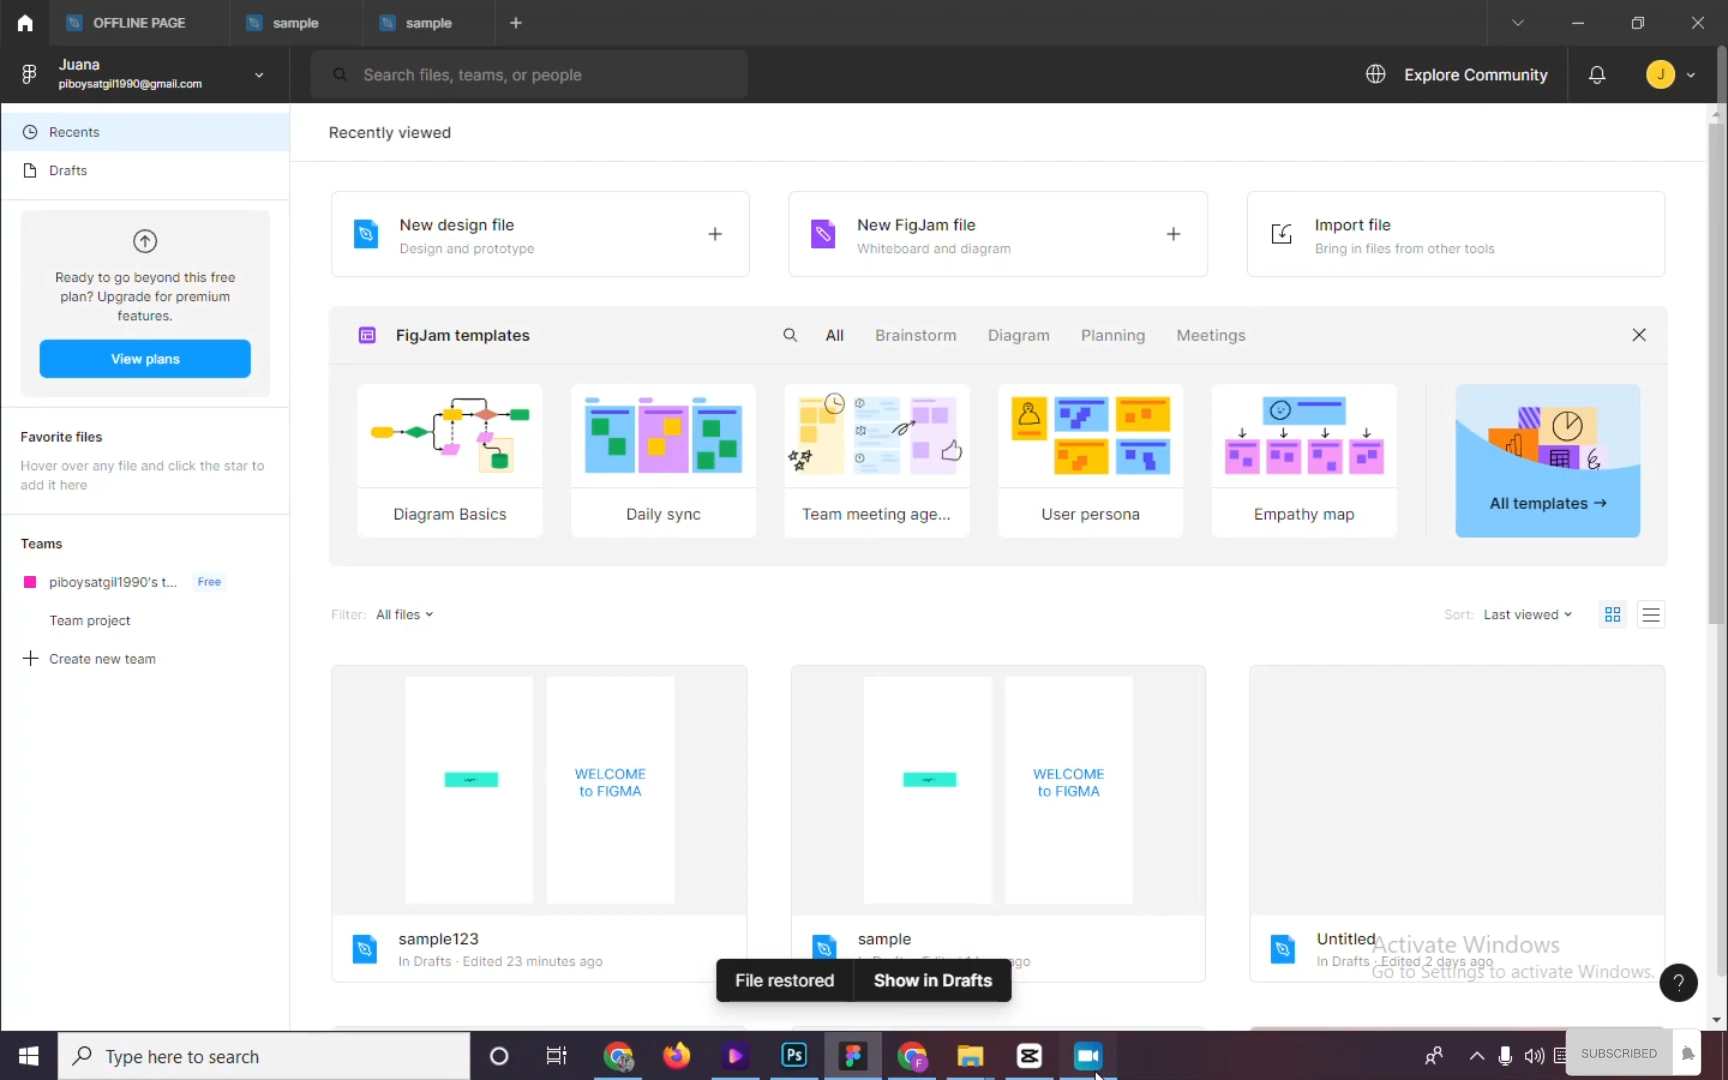 OFFLINE PAGE
sample
sample
Juana
piboysatgil1990@gmail.com
Search files, teams, or people
Explore Community
J
Recents
Drafts
Ready to go beyond this free
plan? Upgrade for premium
features.
View plans
Favorite files
Hover over any file and click the star to
add it here
Teams
piboysatgil1990's t...
Free
Team project
Create new team
Recently viewed
New design file
Design and prototype
New FigJam file
Whiteboard and diagram
Import file
Bring in files from other tools
FigJam templates
All
Brainstorm
Diagram
Planning
Meetings
Diagram Basics
Daily sync
Team meeting age...
User persona
Empathy map
All templates →
Filter: All files
Sort: Last viewed
WELCOME
to FIGMA
WELCOME
to FIGMA
sample123
In Drafts · Edited 23 minutes ago
sample
ago
Untitled
In Drafts · Edited 2 days ago
Activate Windows
Go to Settings to activate Windows.
File restored
Show in Drafts
?
Type here to search
Ps
F
SUBSCRIBED